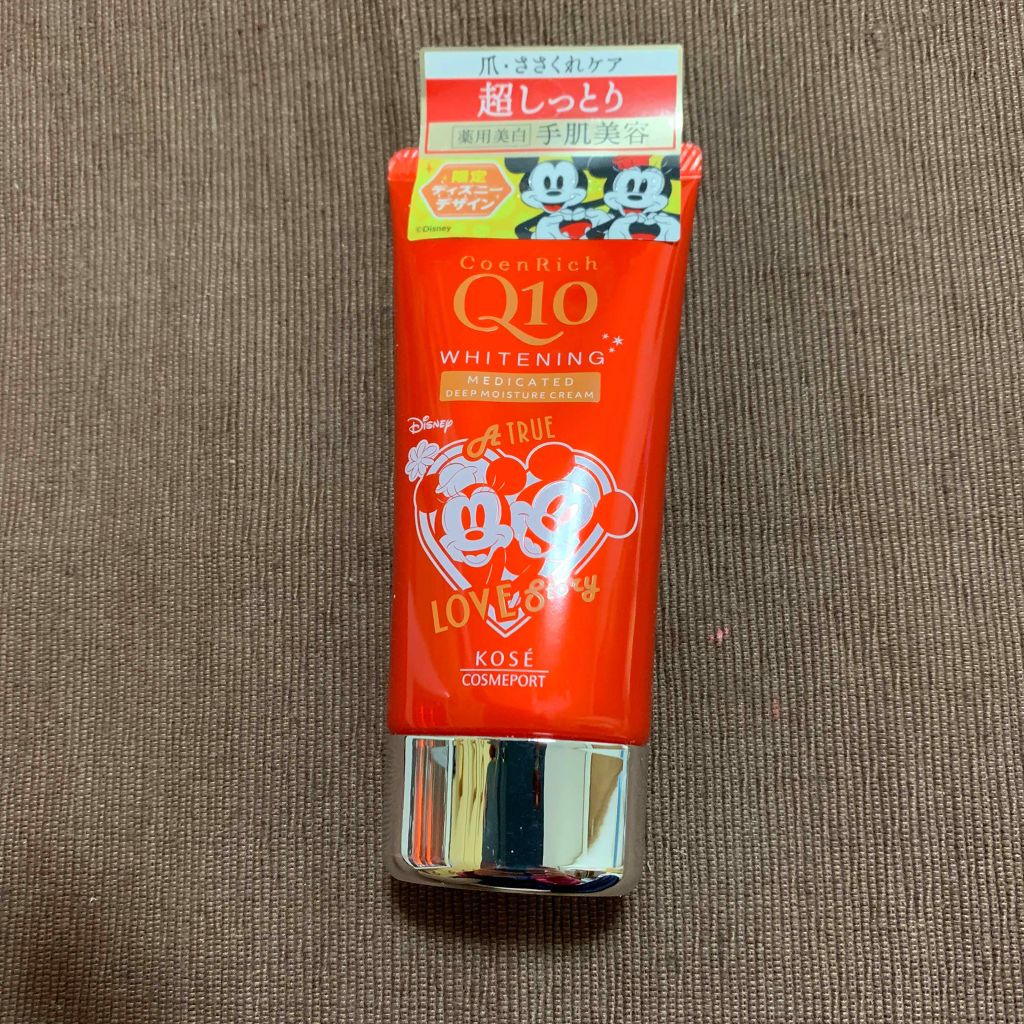 爪・ささくれケア
超しっとり
薬用美白 手肌美容
限定
ディズニー
デザイン
©Disney
CoenRich
Q10
WHITENING
MEDICATED
DEEP MOISTURE CREAM
Disney
A TRUE
LOVE Story
KOSÉ
COSMEPORT